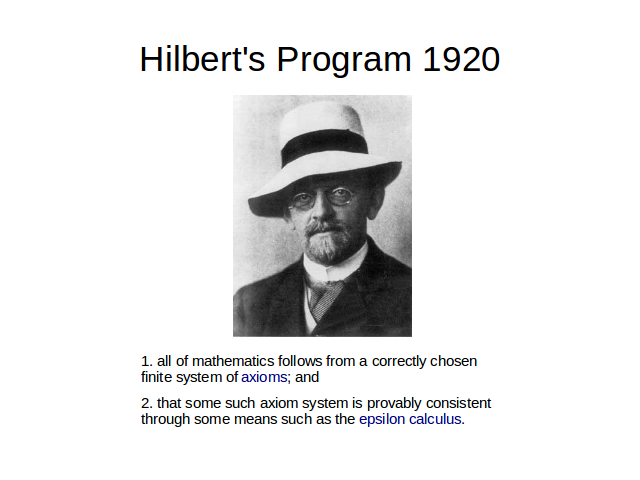 Hilbert's Program 1920
1. all of mathematics follows from a correctly chosen
finite system of axioms; and
2. that some such axiom system is provably consistent
through some means such as the epsilon calculus.